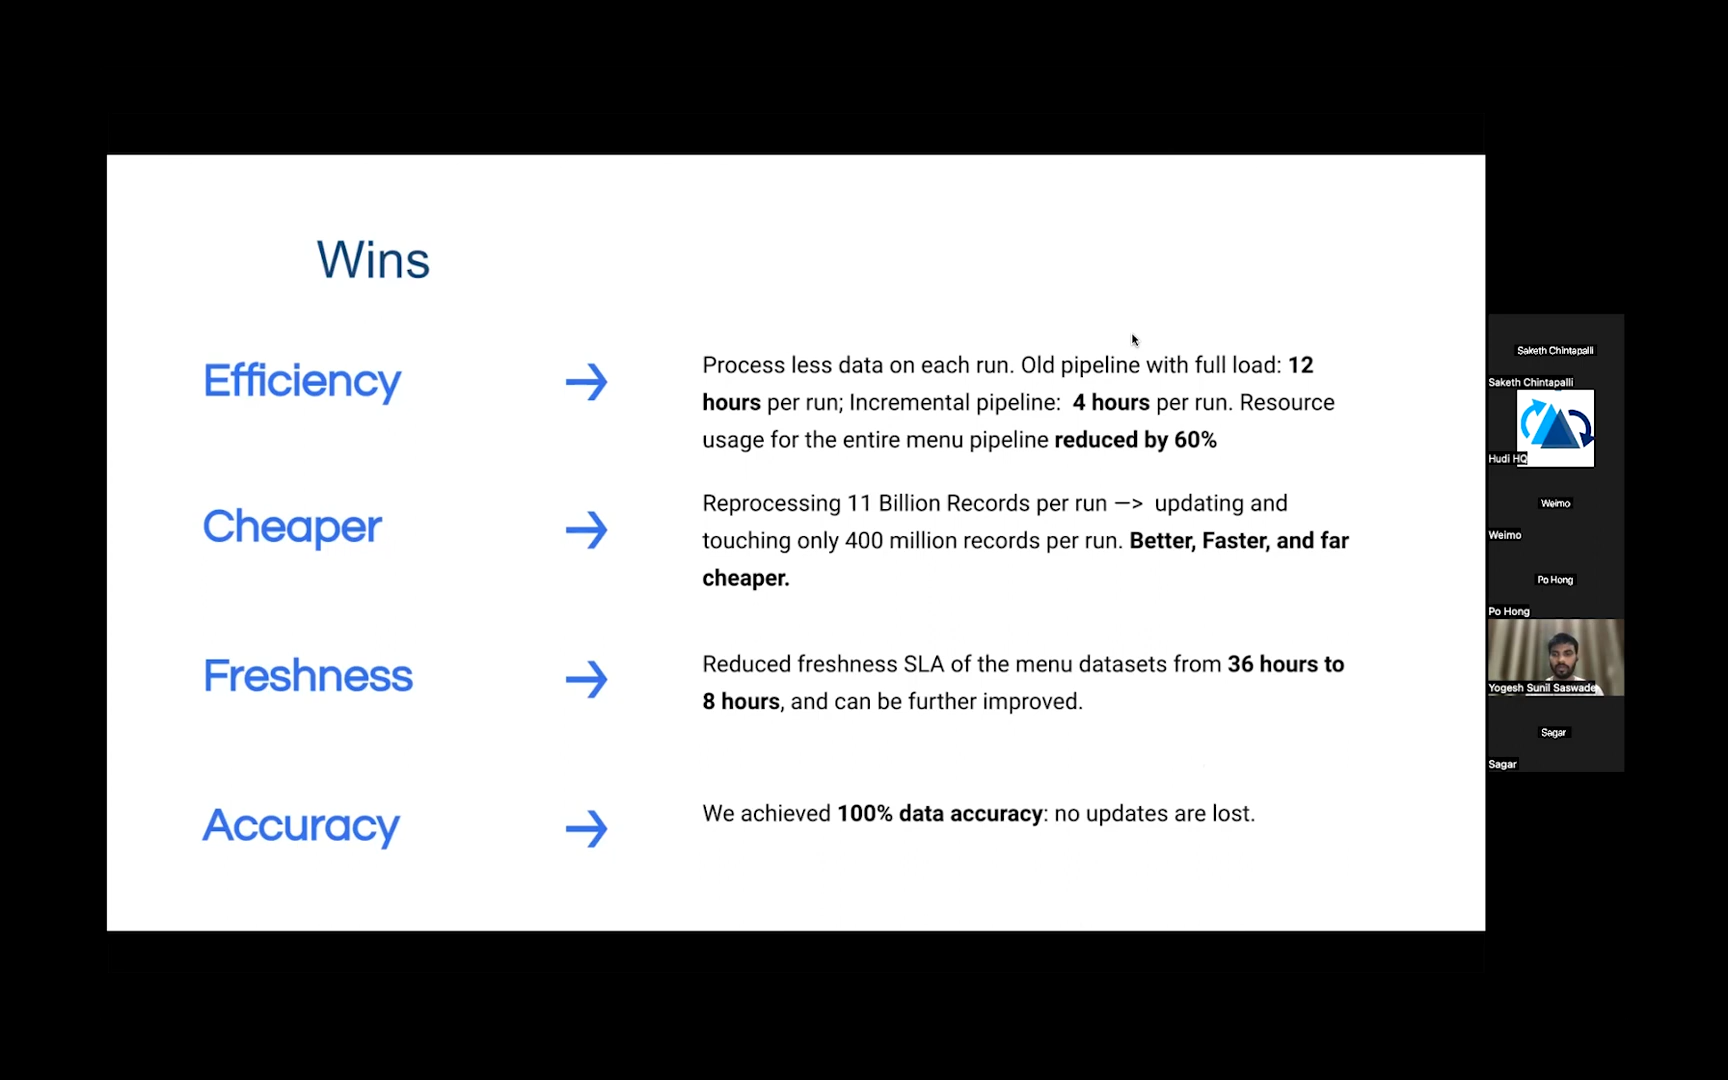 Wins
Efficiency
Process less data on each run. Old pipeline with full load: 12
hours per run; Incremental pipeline:  4 hours per run. Resource
usage for the entire menu pipeline reduced by 60%
Cheaper
Reprocessing 11 Billion Records per run —>  updating and
touching only 400 million records per run. Better, Faster, and far
cheaper.
Freshness
Reduced freshness SLA of the menu datasets from 36 hours to
8 hours, and can be further improved.
Accuracy
We achieved 100% data accuracy: no updates are lost.
Saketh Chintapalli
Saketh Chintapalli
Hudi HQ
Weimo
Weimo
Po Hong
Po Hong
Yogesh Sunil Saswade
Sagar
Sagar